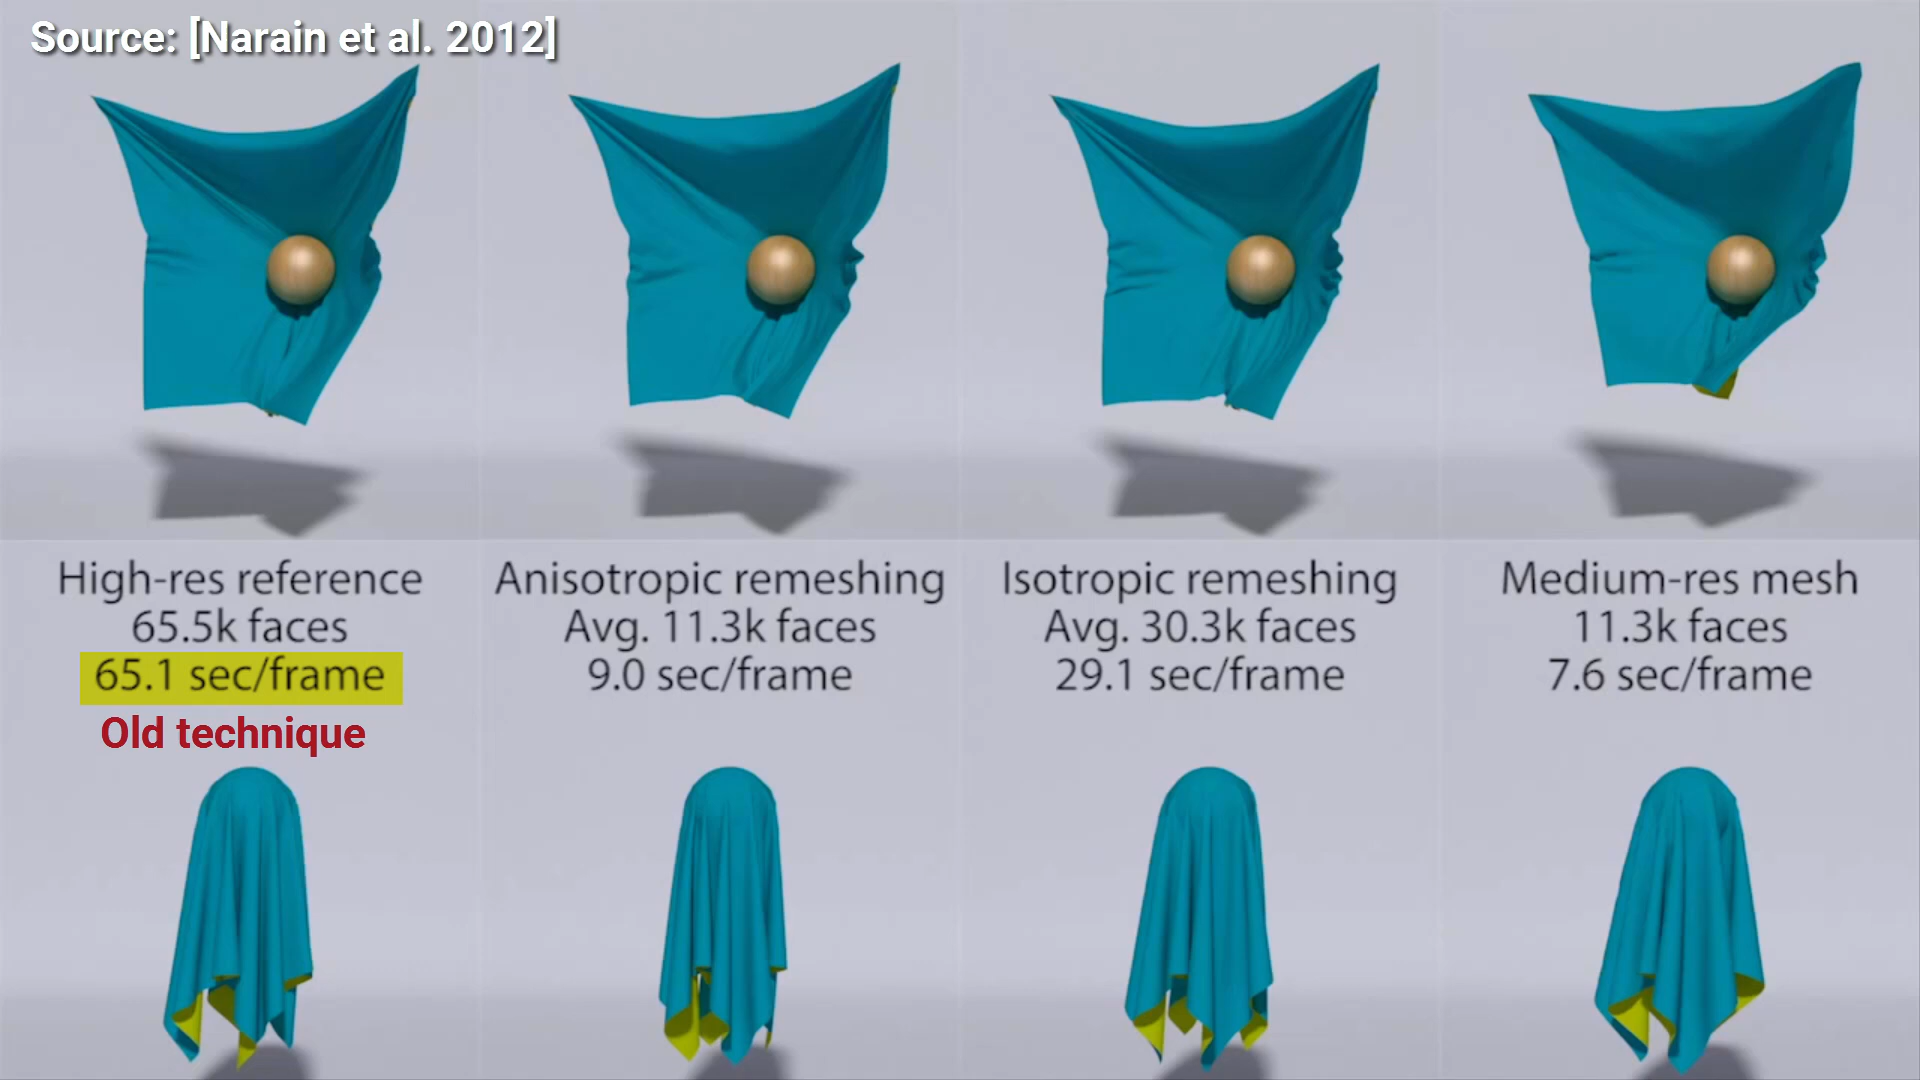 Source: [Narain et al. 2012]
High-res reference
65.5k faces
65.1 sec/frame
Old technique
Anisotropic remeshing
Avg. 11.3k faces
9.0 sec/frame
Isotropic remeshing
Avg. 30.3k faces
29.1 sec/frame
Medium-res mesh
11.3k faces
7.6 sec/frame